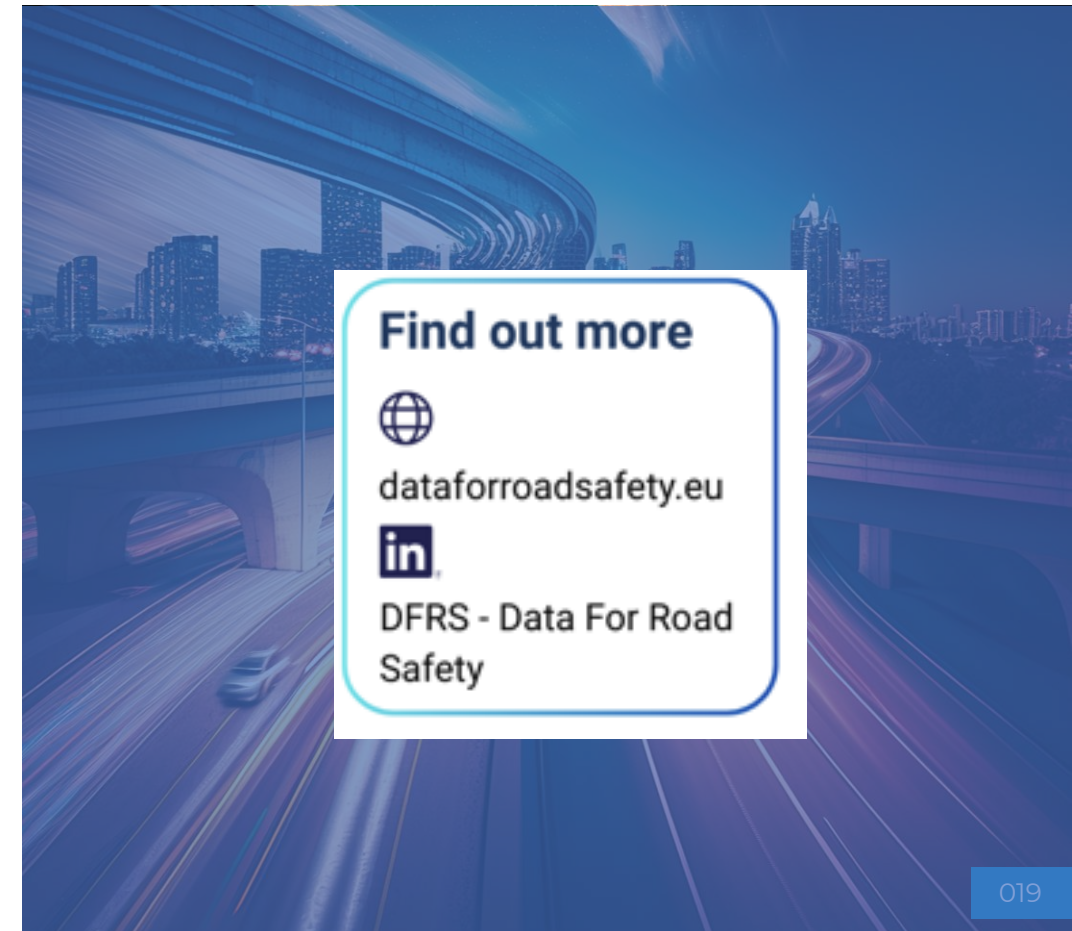 Find out more
dataforroadsafety.eu
in
DFRS - Data For Road
Safety
019